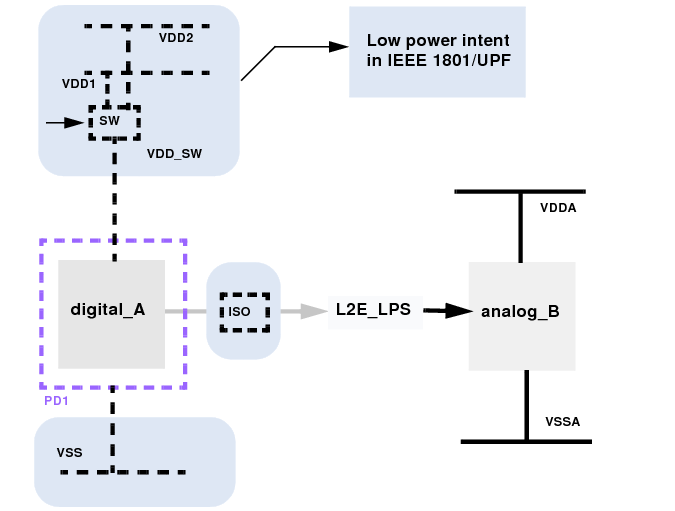 VDD2
Low power intent
in IEEE 1801/UPF
VDD1
SW
VDD_SW
VDDA
digital_A
ISO
L2E_LPS
analog_B
PD1
VSSA
VSS